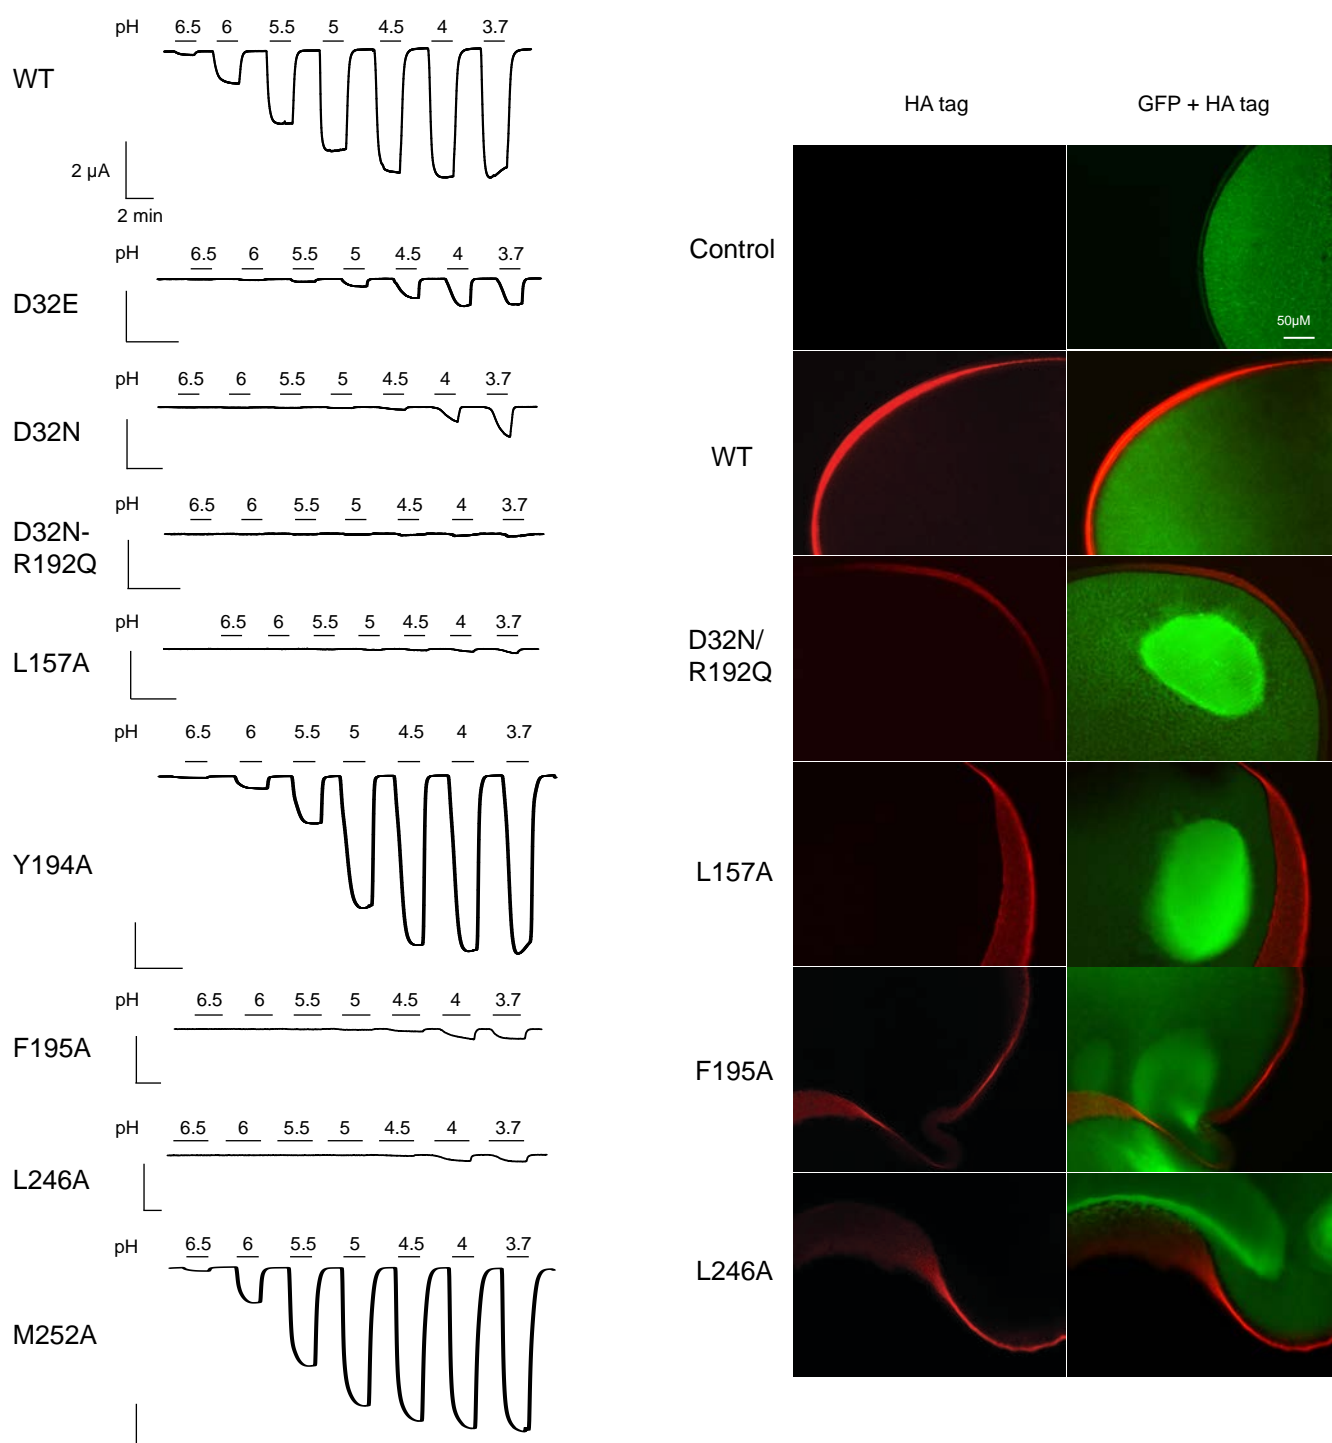 pH 6.5 6 5.5 5 4.5 4 3.7
WT
2 µA
2 min
pH 6.5 6 5.5 5 4.5 4 3.7
D32E
pH 6.5 6 5.5 5 4.5 4 3.7
D32N
pH 6.5 6 5.5 5 4.5 4 3.7
D32N-
R192Q
pH 6.5 6 5.5 5 4.5 4 3.7
L157A
pH 6.5 6 5.5 5 4.5 4 3.7
Y194A
pH 6.5 6 5.5 5 4.5 4 3.7
F195A
pH 6.5 6 5.5 5 4.5 4 3.7
L246A
pH 6.5 6 5.5 5 4.5 4 3.7
M252A
HA tag GFP + HA tag
Control
50µM
WT
D32N/
R192Q
L157A
F195A
L246A